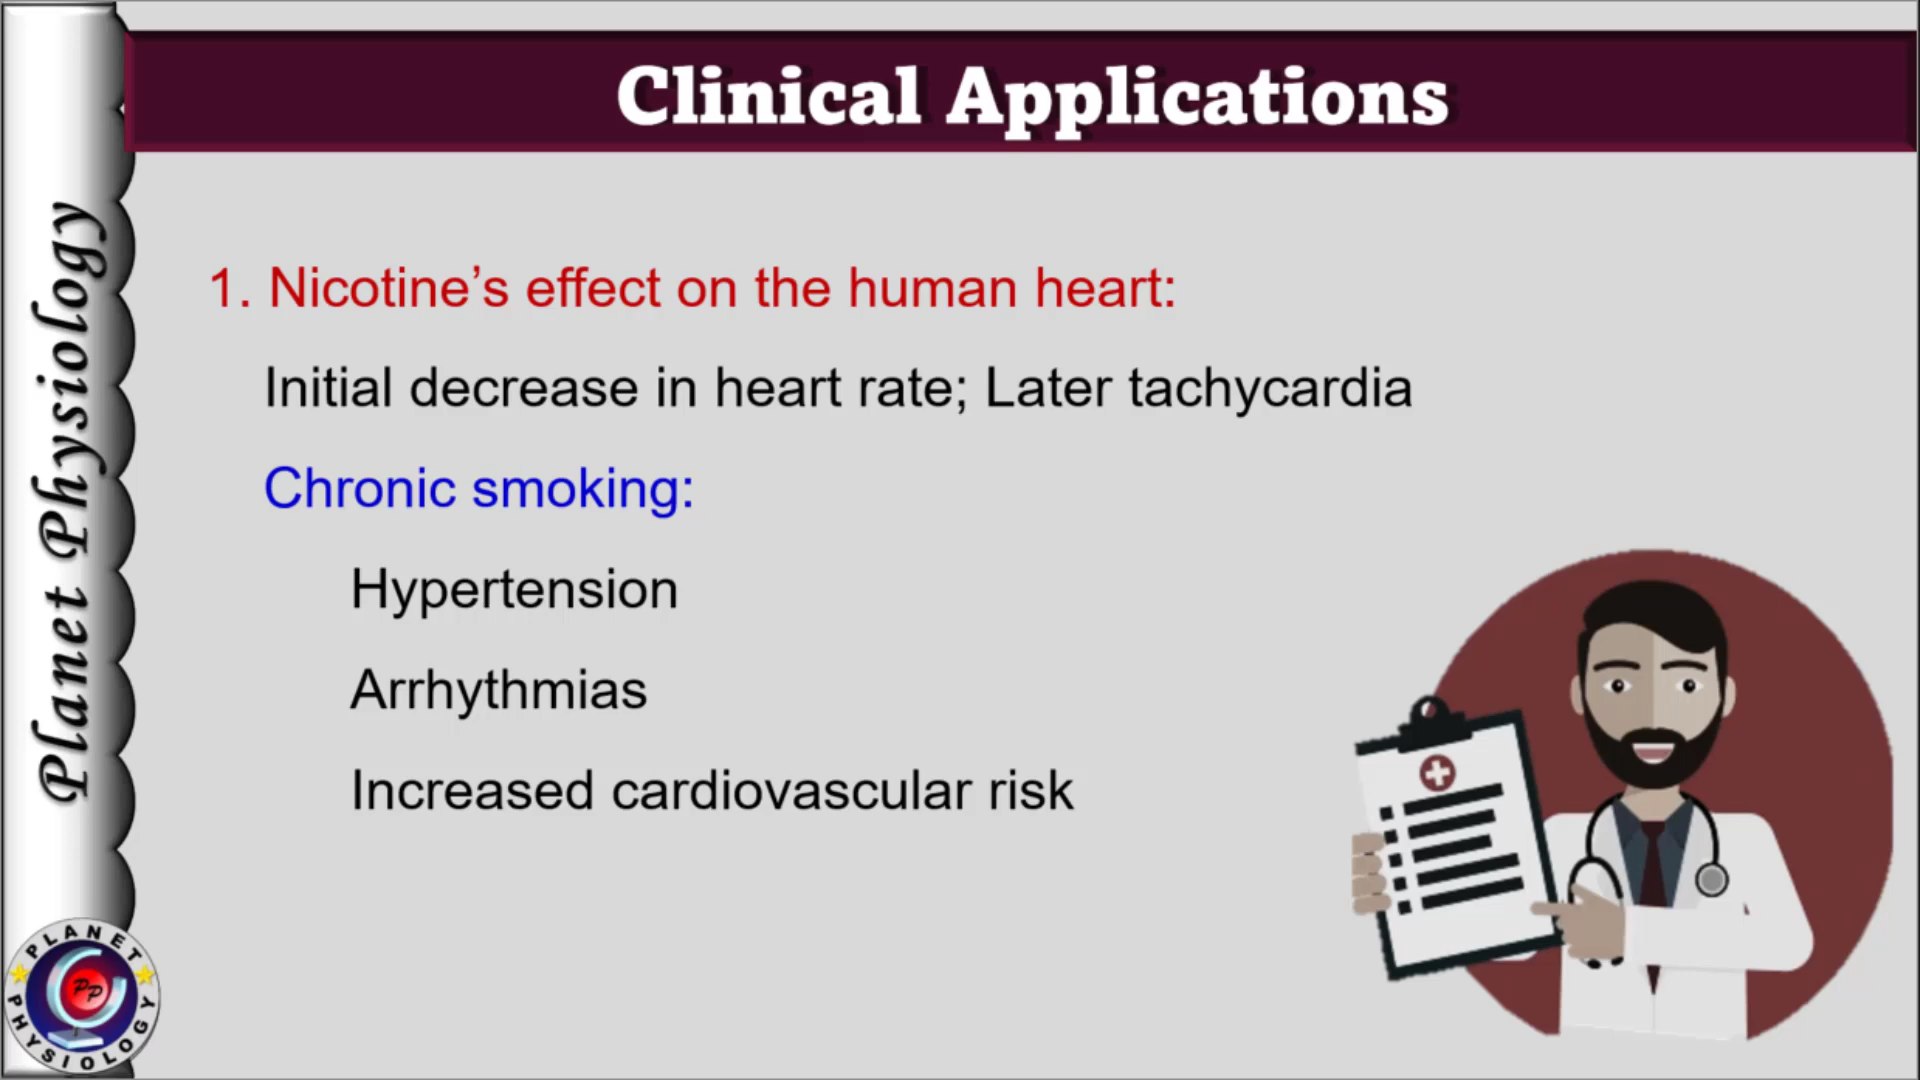 Clinical Applications
1. Nicotine’s effect on the human heart:
Initial decrease in heart rate; Later tachycardia
Chronic smoking:
Hypertension
Arrhythmias
Increased cardiovascular risk
Planet Physiology
PLANET
PP
PHYSIOLOGY